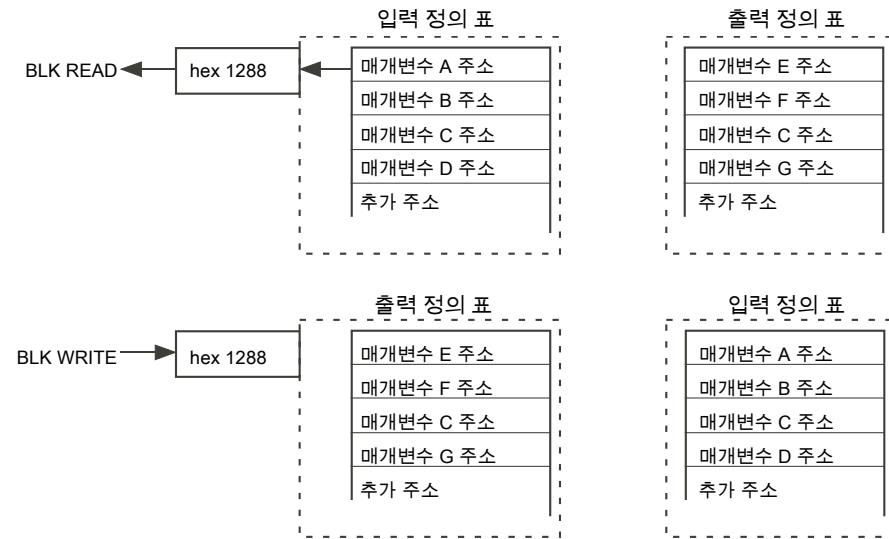 입력 정의 표
출력 정의 표
BLK READ
hex 1288
매개변수 A 주소
매개변수 B 주소
매개변수 C 주소
매개변수 D 주소
추가 주소
매개변수 E 주소
매개변수 F 주소
매개변수 C 주소
매개변수 G 주소
추가 주소
출력 정의 표
입력 정의 표
BLK WRITE
hex 1288
매개변수 E 주소
매개변수 F 주소
매개변수 C 주소
매개변수 G 주소
추가 주소
매개변수 A 주소
매개변수 B 주소
매개변수 C 주소
매개변수 D 주소
추가 주소